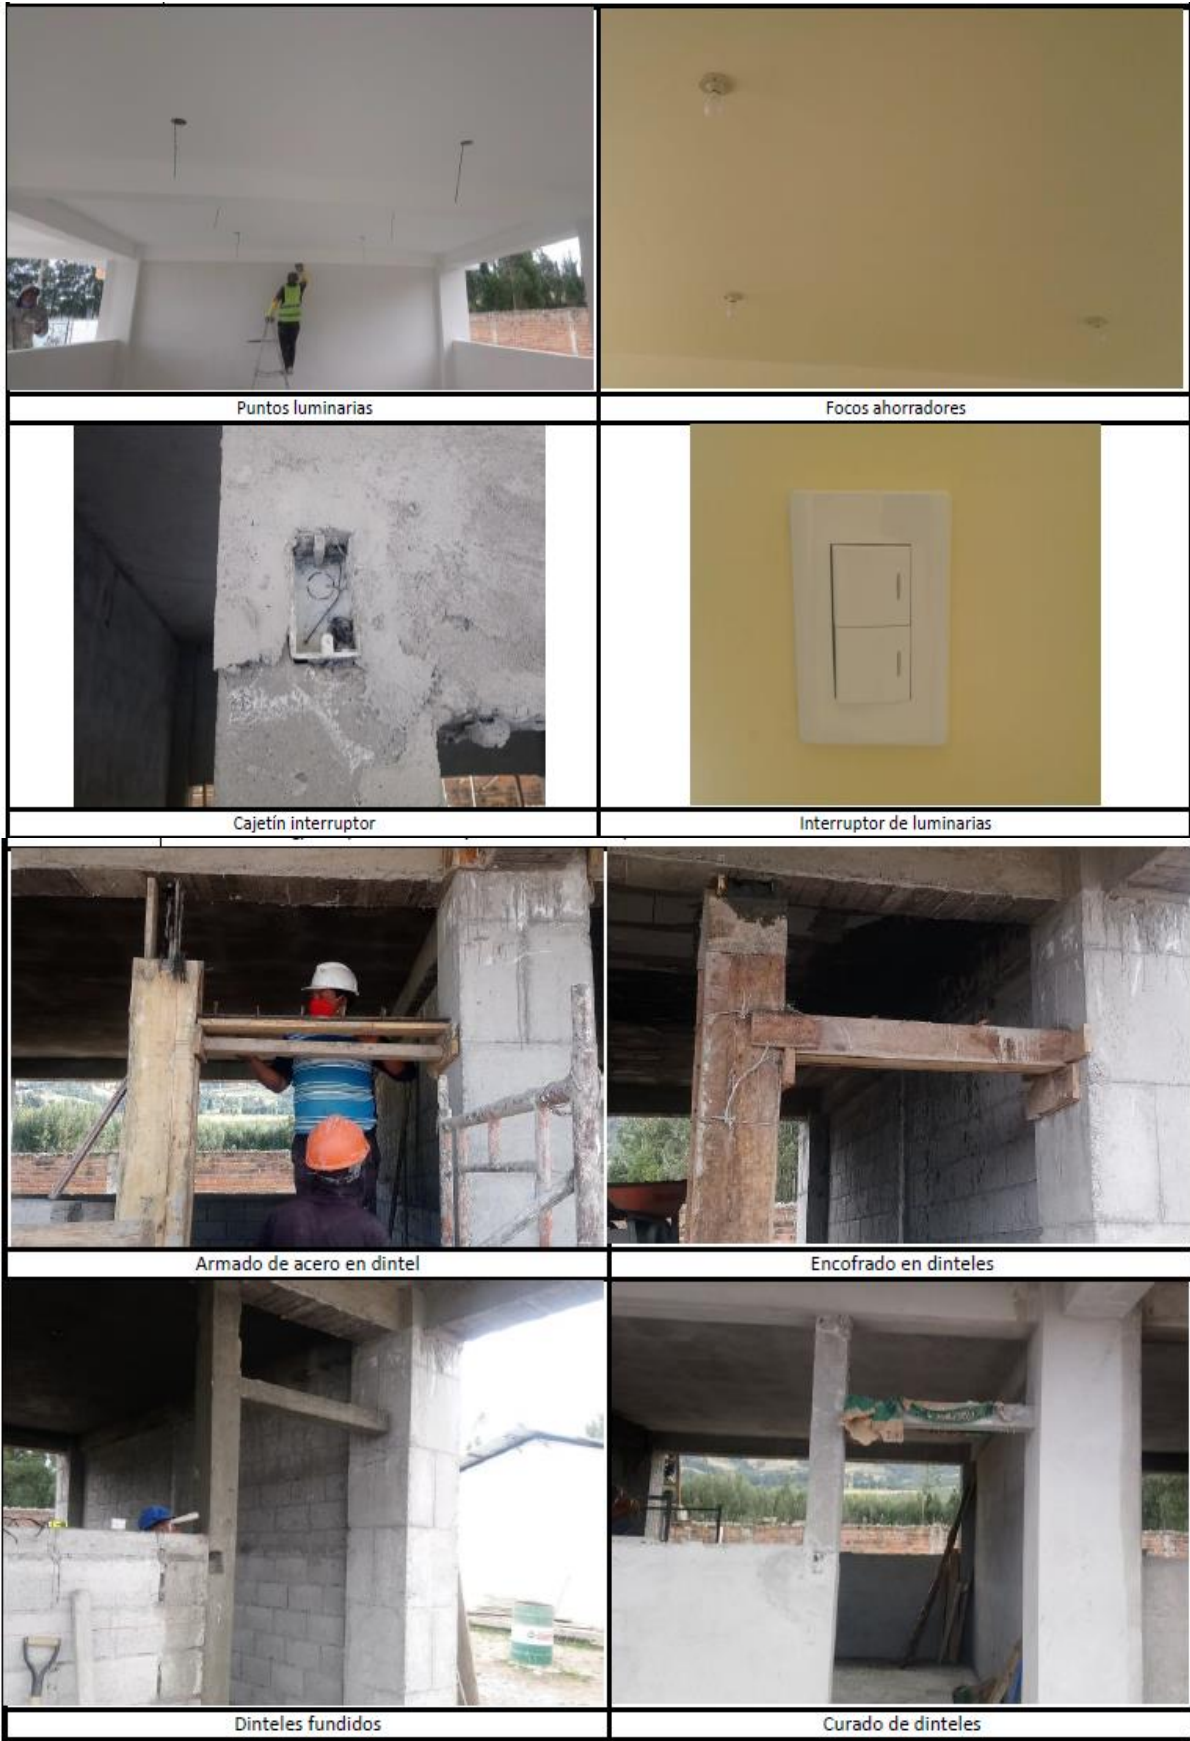 Puntos luminarias
Focos ahorradores
Cajetín interruptor
Interruptor de luminarias
Armado de acero en dintel
Encofrado en dinteles
Dinteles fundidos
Curado de dinteles